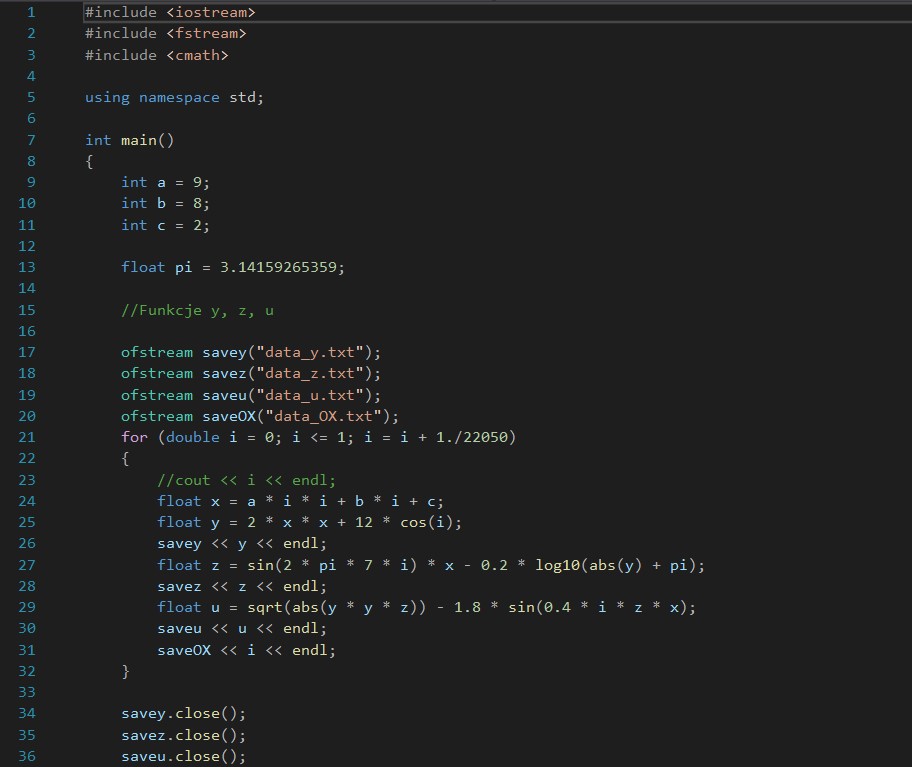 1 #include <iostream>
2 #include <fstream>
3 #include <cmath>
4
5 using namespace std;
6
7 int main()
8 {
9     int a = 9;
10     int b = 8;
11     int c = 2;
12
13     float pi = 3.14159265359;
14
15     //Funkcje y, z, u
16
17     ofstream savey("data_y.txt");
18     ofstream savez("data_z.txt");
19     ofstream saveu("data_u.txt");
20     ofstream saveOX("data_OX.txt");
21     for (double i = 0; i <= 1; i = i + 1./22050)
22     {
23         //cout << i << endl;
24         float x = a * i * i + b * i + c;
25         float y = 2 * x * x + 12 * cos(i);
26         savey << y << endl;
27         float z = sin(2 * pi * 7 * i) * x - 0.2 * log10(abs(y) + pi);
28         savez << z << endl;
29         float u = sqrt(abs(y * y * z)) - 1.8 * sin(0.4 * i * z * x);
30         saveu << u << endl;
31         saveOX << i << endl;
32     }
33
34     savey.close();
35     savez.close();
36     saveu.close();